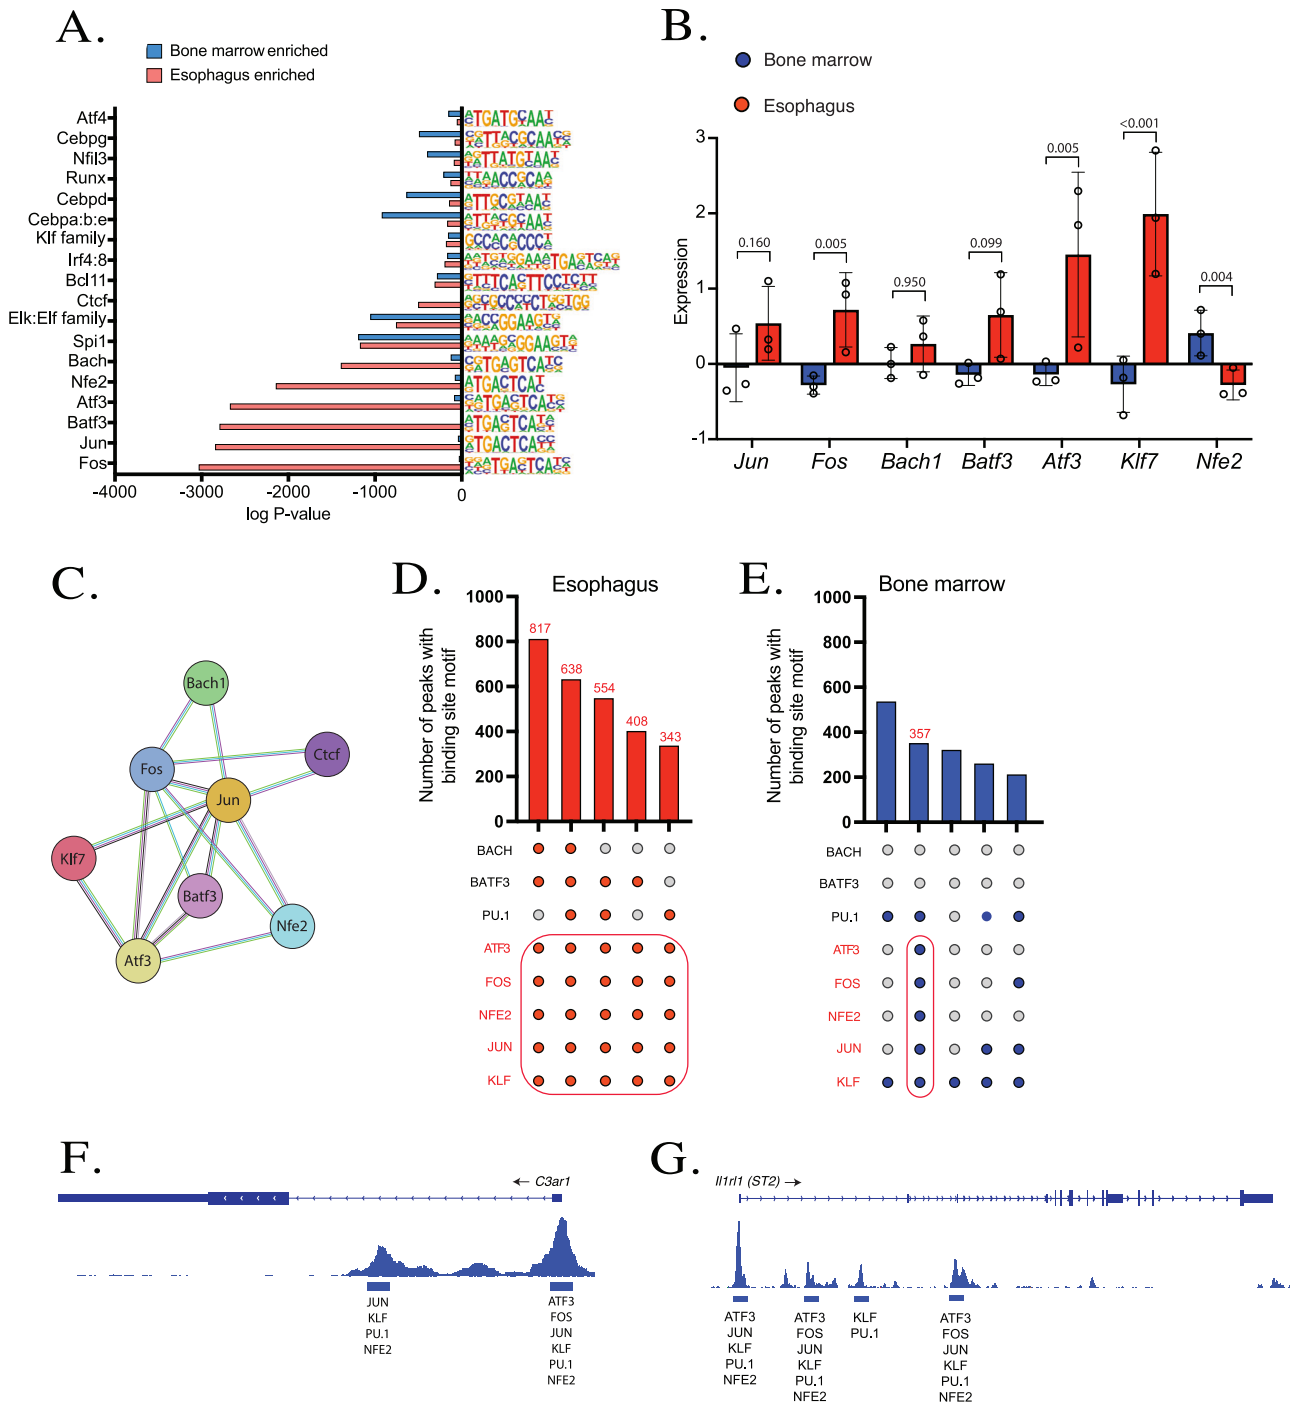 A.
Bone marrow enriched
Esophagus enriched
Atf4
Cebpg
Nfil3
Runx
Cebpd
Cebpa:b:e
Klf family
Irf4:8
Bcl11
Ctcf
Elk:Elf family
Spi1
Bach
Nfe2
Atf3
Batf3
Jun
Fos
-4000
-3000
-2000
-1000
0
log P-value
B.
Bone marrow
Esophagus
Expression
3
2
1
0
-1
0.160
0.005
0.950
0.099
0.005
<0.001
0.004
Jun
Fos
Bach1
Batf3
Atf3
Klf7
Nfe2
C.
Bach1
Ctcf
Fos
Jun
Klf7
Batf3
Nfe2
Atf3
D.
Esophagus
Number of peaks with
binding site motif
1000
800
600
400
200
0
817
638
554
408
343
BACH
BATF3
PU.1
ATF3
FOS
NFE2
JUN
KLF
E.
Bone marrow
Number of peaks with
binding site motif
1000
800
600
400
200
0
357
BACH
BATF3
PU.1
ATF3
FOS
NFE2
JUN
KLF
F.
← C3ar1
JUN
KLF
PU.1
NFE2
ATF3
FOS
JUN
KLF
PU.1
NFE2
G.
Il1rl1 (ST2) →
ATF3
JUN
KLF
PU.1
NFE2
ATF3
FOS
JUN
KLF
PU.1
NFE2
KLF
PU.1
ATF3
FOS
JUN
KLF
PU.1
NFE2